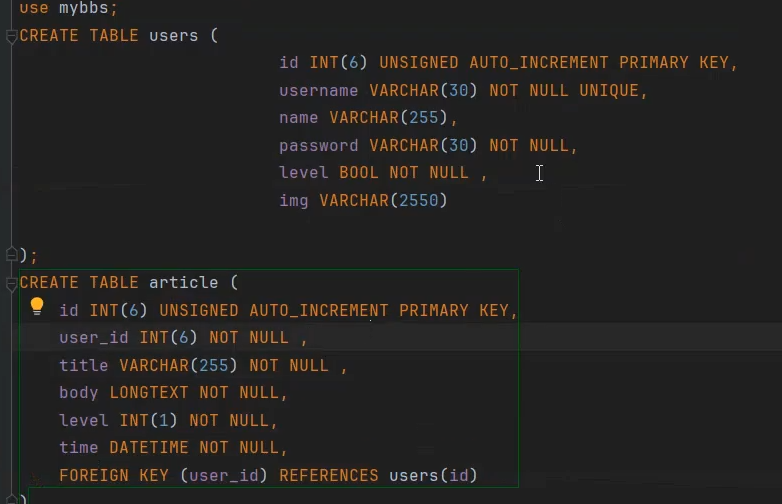 use mybbs;
CREATE TABLE users (
id INT(6) UNSIGNED AUTO_INCREMENT PRIMARY KEY,
username VARCHAR(30) NOT NULL UNIQUE,
name VARCHAR(255),
password VARCHAR(30) NOT NULL,
level BOOL NOT NULL ,
img VARCHAR(2550)
);
CREATE TABLE article (
id INT(6) UNSIGNED AUTO_INCREMENT PRIMARY KEY,
user_id INT(6) NOT NULL ,
title VARCHAR(255) NOT NULL ,
body LONGTEXT NOT NULL,
level INT(1) NOT NULL,
time DATETIME NOT NULL,
FOREIGN KEY (user_id) REFERENCES users(id)
)